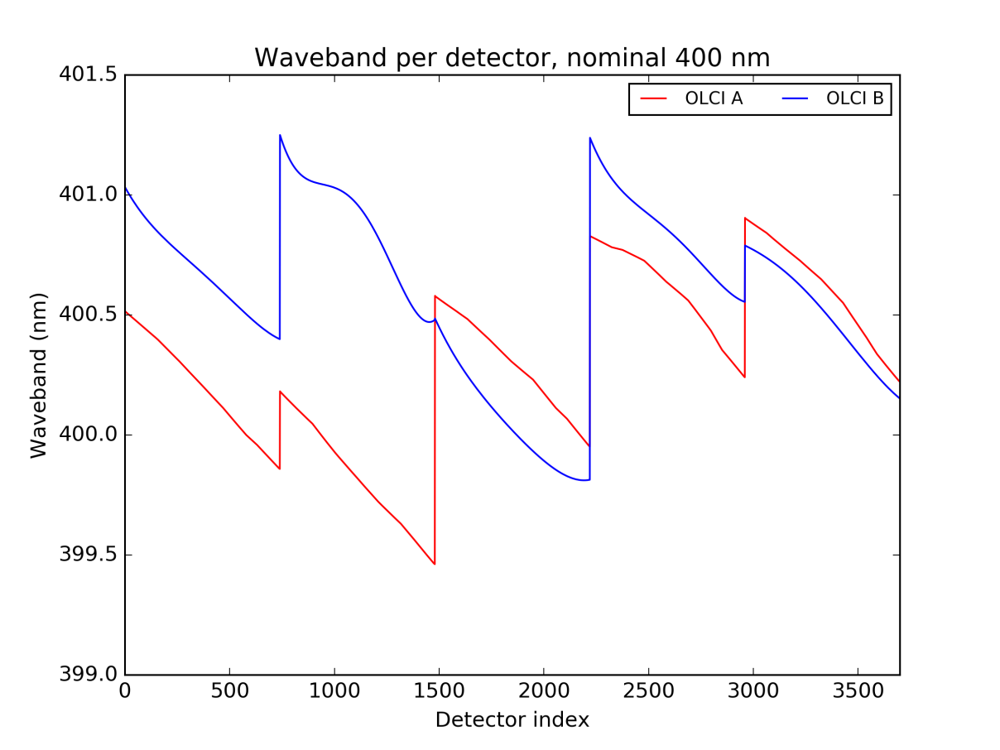 Waveband per detector, nominal 400 nm
401.5
OLCI A OLCI B
401.0
400.5
Waveband (nm)
400.0
399.5
399.0
0 500 1000 1500 2000 2500 3000 3500
Detector index